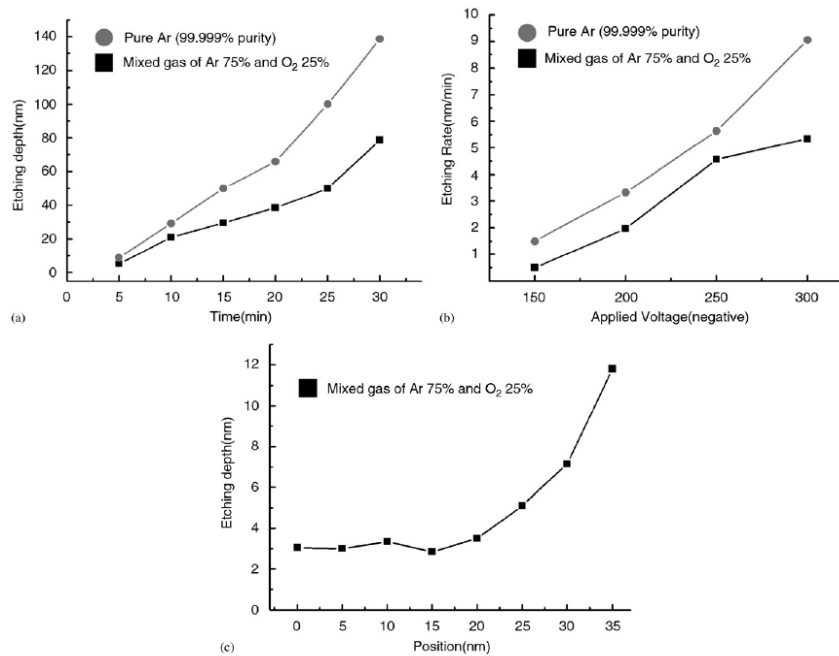 Pure Ar (99.999% purity)
Mixed gas of Ar 75% and O₂ 25%
Etching depth(nm)
140
120
100
80
60
40
20
0
0 5 10 15 20 25 30
Time(min)
(a)
Pure Ar (99.999% purity)
Mixed gas of Ar 75% and O₂ 25%
Etching Rate(nm/min)
10
9
8
7
6
5
4
3
2
1
150 200 250 300
Applied Voltage(negative)
(b)
Mixed gas of Ar 75% and O₂ 25%
Etching depth(nm)
12
10
8
6
4
2
0
0 5 10 15 20 25 30 35
Position(nm)
(c)